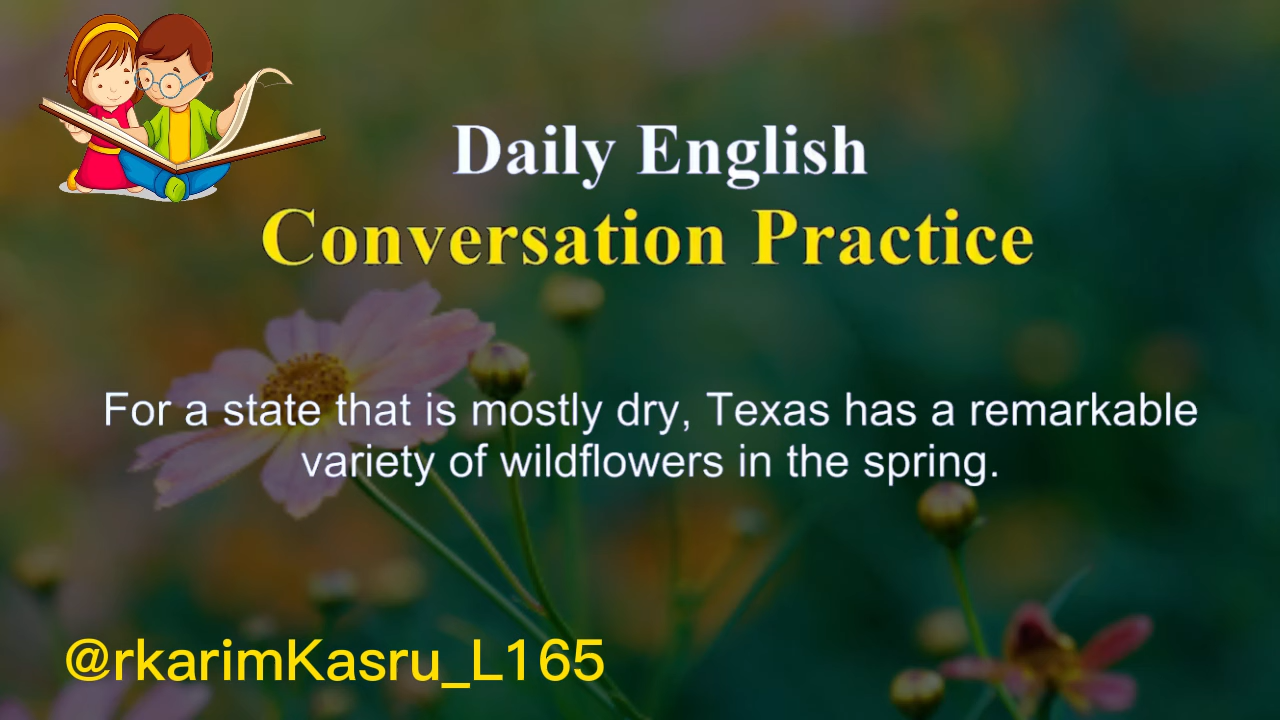 Daily English
Conversation Practice
For a state that is mostly dry, Texas has a remarkable
variety of wildflowers in the spring.
@rkarimKasru_L165